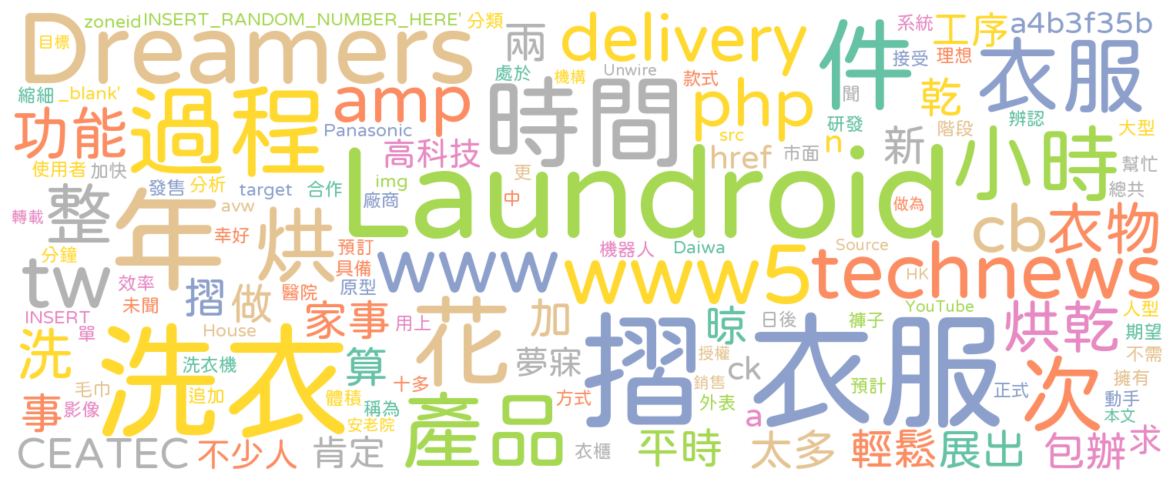 zoneid INSERT_RANDOM_NUMBER_HERE' 分類 系統 工序 a4b3f35b
目標 Dreamers 兩 delivery 件 接受 理想 衣服
處於 機構 Unwire 款式
縮細 _blank' 過程 amp 時間 php 聞 研發 乾 辨認 大型
功能 Panasonic src n 階段
使用者 加快 高科技 href 市面 新 小時 幫忙
發售 分析 target 合作 img 廠商 更 總共
整 年 avw 烘 Laundroid 中 做為 cb 衣物
轉載 幸好 預訂 機器人 Daiwa Source
分鐘 tw 效率 具備 www www5 technews HK
未聞 摺 做 醫院 原型 YouTube 人型
INSERT 單 House 家事 用上 花 加 晾 日後 褲子 烘乾 期望
洗 洗衣 洗衣機 算 夢寐 摺衣服 授權 ck 不需
毛巾 追加 體積 十多 方式 銷售 預計 擁有 次
事 影像 稱為 產品 外表 a 正式 動手
安老院 本文
CEATEC 不少人 肯定 衣櫃 平時 太多 輕鬆 展出 包辦 求